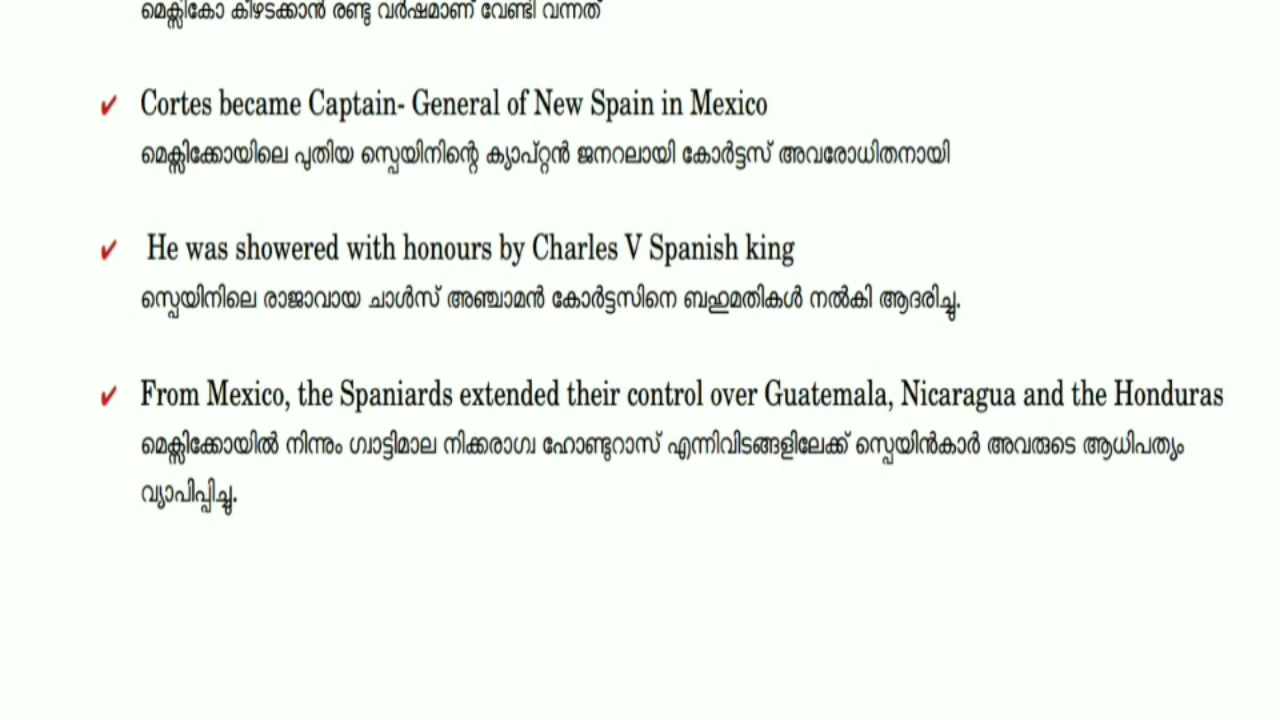 മെക്സിക്കോ കീഴടക്കാൻ രണ്ടു വർഷമാണ് വേണ്ടി വന്നത്
✔ Cortes became Captain- General of New Spain in Mexico
മെക്സിക്കോയിലെ പുതിയ സ്പെയിനിന്റെ ക്യാപ്റ്റൻ ജനറലായി കോർട്ടസ് അവരോധിതനായി
✔ He was showered with honours by Charles V Spanish king
സ്പെയിനിലെ രാജാവായ ചാൾസ് അഞ്ചാമൻ കോർട്ടസിനെ ബഹുമതികൾ നൽകി ആദരിച്ചു.
✔ From Mexico, the Spaniards extended their control over Guatemala, Nicaragua and the Honduras
മെക്സിക്കോയിൽ നിന്നും ഗ്വാട്ടിമാല നിക്കരാഗ്വ ഹോണ്ടുറാസ് എന്നിവിടങ്ങളിലേക്ക് സ്പെയിൻകാർ അവരുടെ ആധിപത്യം
വ്യാപിപ്പിച്ചു.